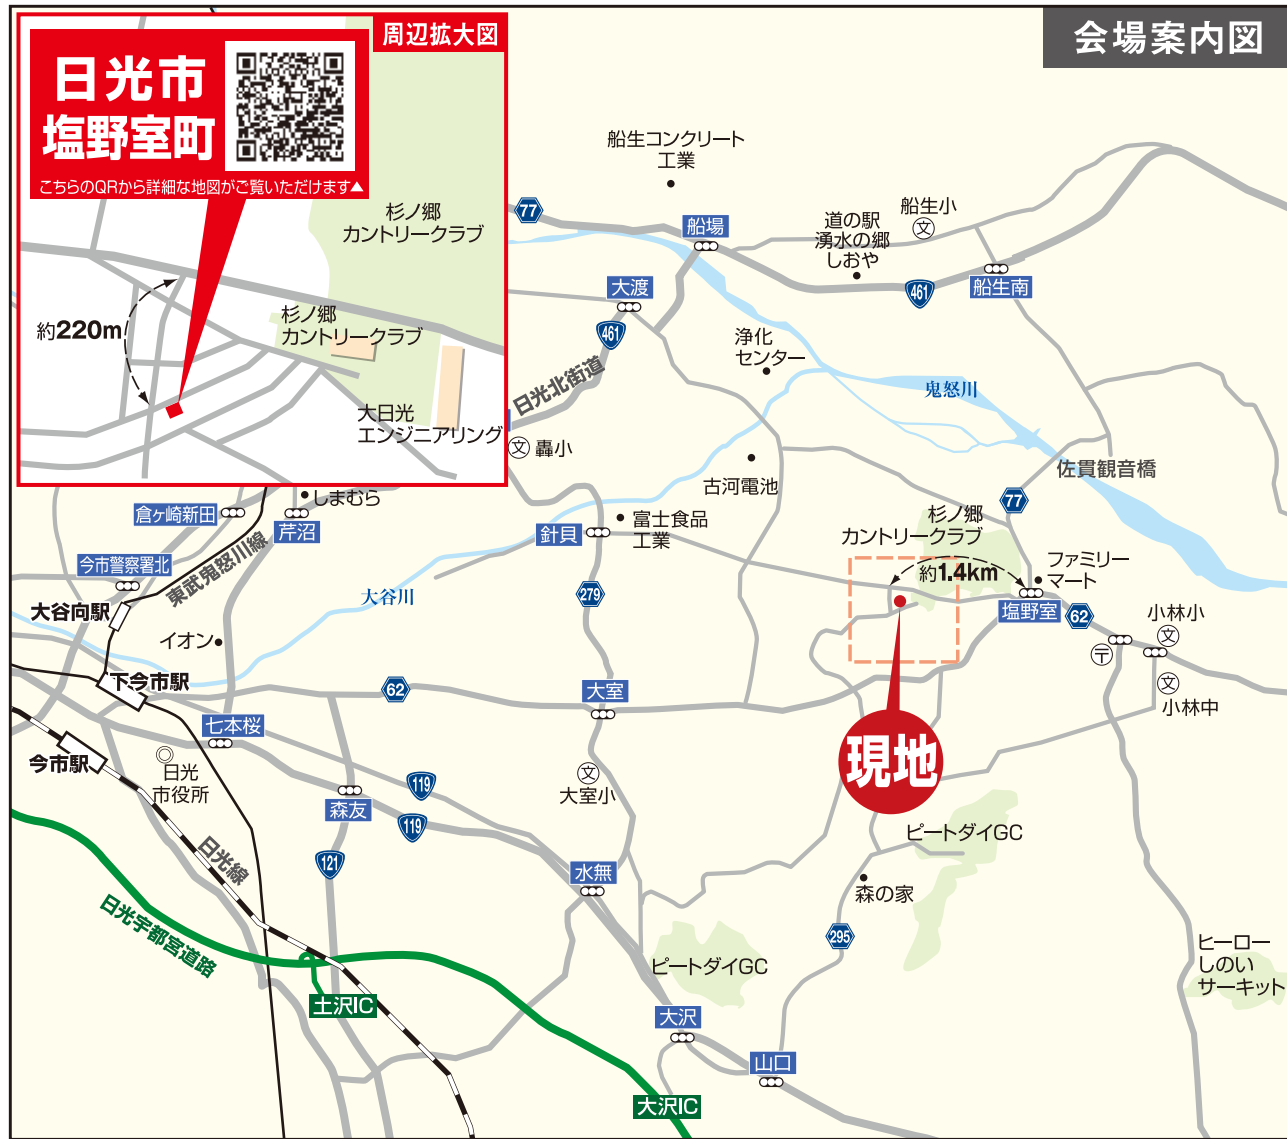 会場案内図
周辺拡大図
日光市
塩野室町
こちらのQRから詳細な地図がご覧いただけます▲
杉ノ郷
カントリークラブ
約220m
杉ノ郷
カントリークラブ
大日光
エンジニアリング
船生コンクリート
工業
77
船場
道の駅
湧水の郷
しおや
船生小
文
461
船生南
大渡
461
日光北街道
浄化
センター
鬼怒川
文
轟小
古河電池
佐貫観音橋
77
しまむら
倉ヶ崎新田
芹沼
富士食品
工業
針貝
杉ノ郷
カントリークラブ
約1.4km
ファミリー
マート
今市警察署北
東武鬼怒川線
大谷川
279
塩野室
62
小林小
文
大谷向駅
イオン
〒
文
小林中
下今市駅
62
大室
七本桜
現地
今市駅
日光
市役所
119
文
大室小
森友
119
121
ピートダイGC
日光線
水無
森の家
日光宇都宮道路
295
ピートダイGC
ヒーロー
しのい
サーキット
土沢IC
大沢
山口
大沢IC